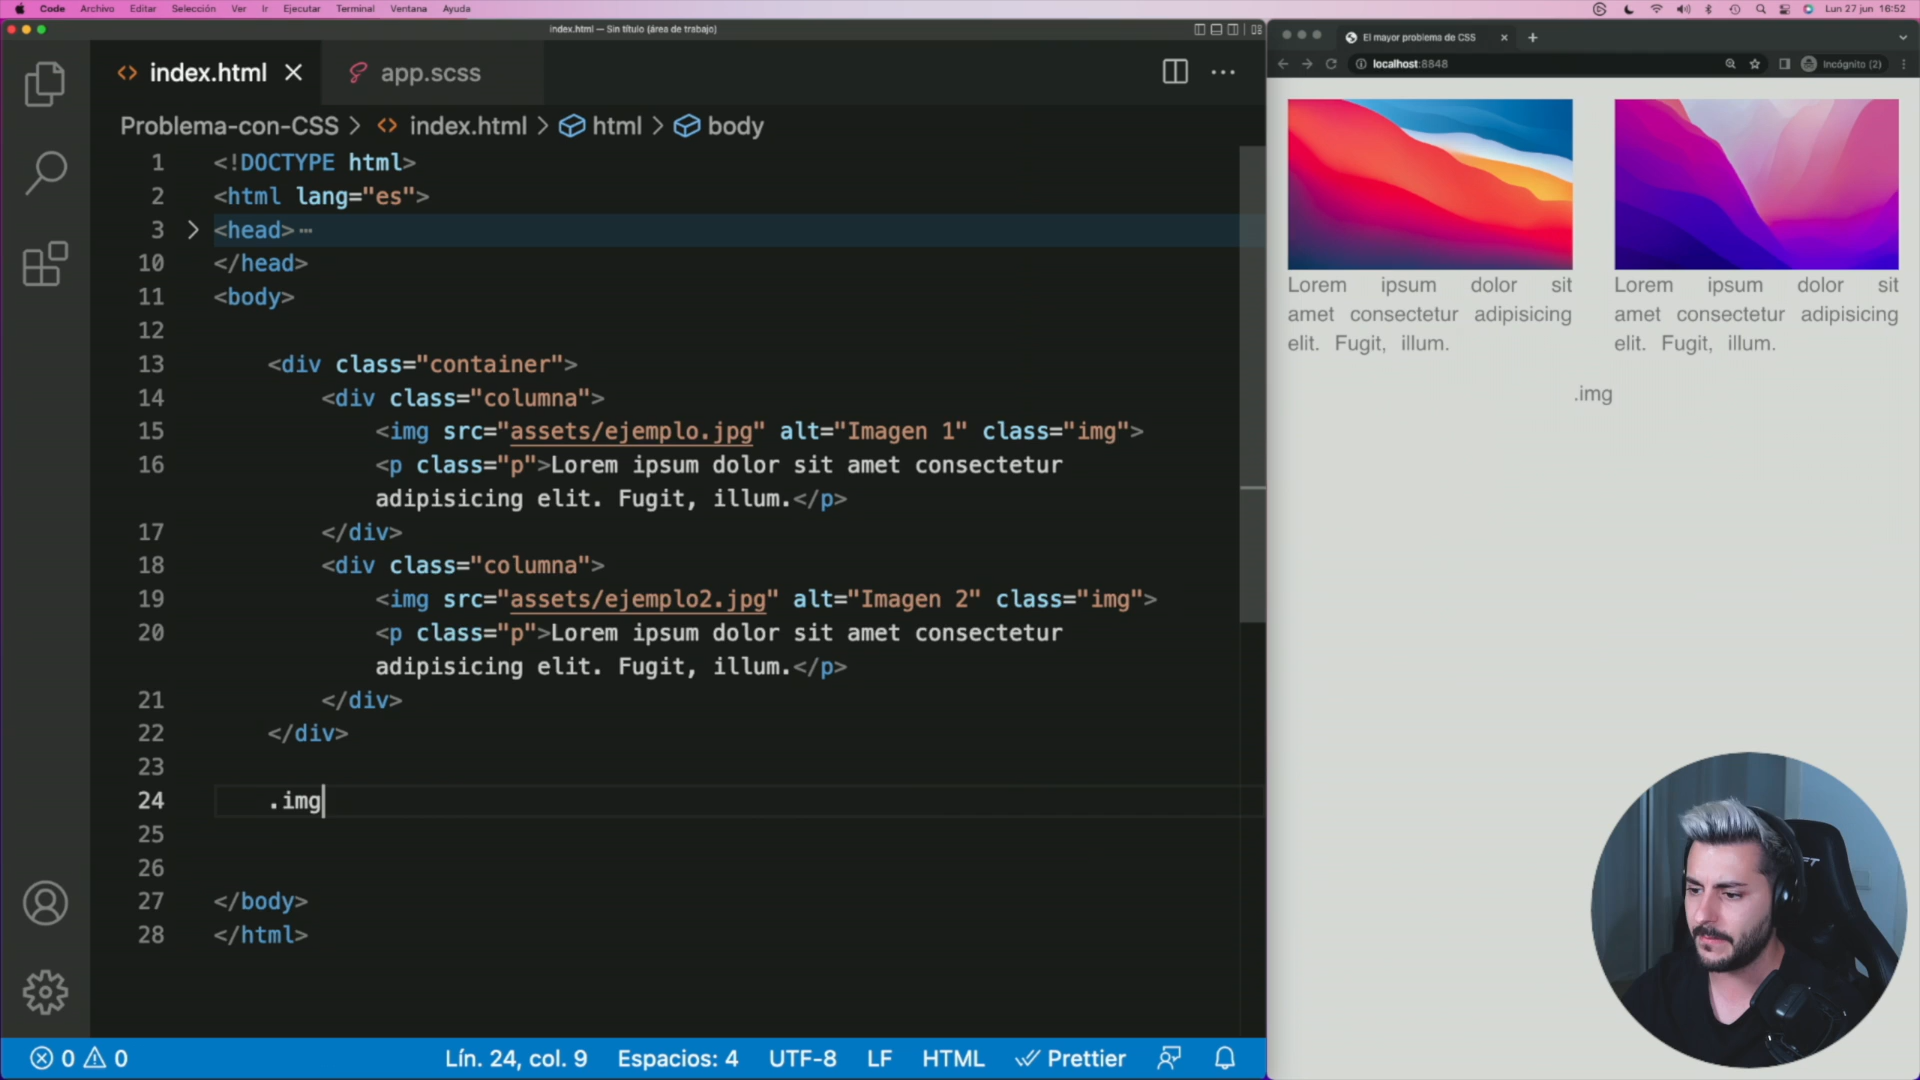 Code Archivo Editar Selección Ver Ir Ejecutar Terminal Ventana Ayuda
Lun 27 jun 16:52
index.html — Sin título (área de trabajo)
index.html
app.scss
Problema-con-CSS > index.html > html > body
1 <!DOCTYPE html>
2 <html lang="es">
3 <head>
10 </head>
11 <body>
12
13 <div class="container">
14 <div class="columna">
15 <img src="assets/ejemplo.jpg" alt="Imagen 1" class="img">
16 <p class="p">Lorem ipsum dolor sit amet consectetur
adipisicing elit. Fugit, illum.</p>
17 </div>
18 <div class="columna">
19 <img src="assets/ejemplo2.jpg" alt="Imagen 2" class="img">
20 <p class="p">Lorem ipsum dolor sit amet consectetur
adipisicing elit. Fugit, illum.</p>
21 </div>
22 </div>
23
24 .img
25
26
27 </body>
28 </html>
0 0
Lín. 24, col. 9 Espacios: 4 UTF-8 LF HTML Prettier
El mayor problema de CSS
localhost:8848
Incógnito (2)
Lorem ipsum dolor sit
amet consectetur adipisicing
elit. Fugit, illum.
Lorem ipsum dolor sit
amet consectetur adipisicing
elit. Fugit, illum.
.img